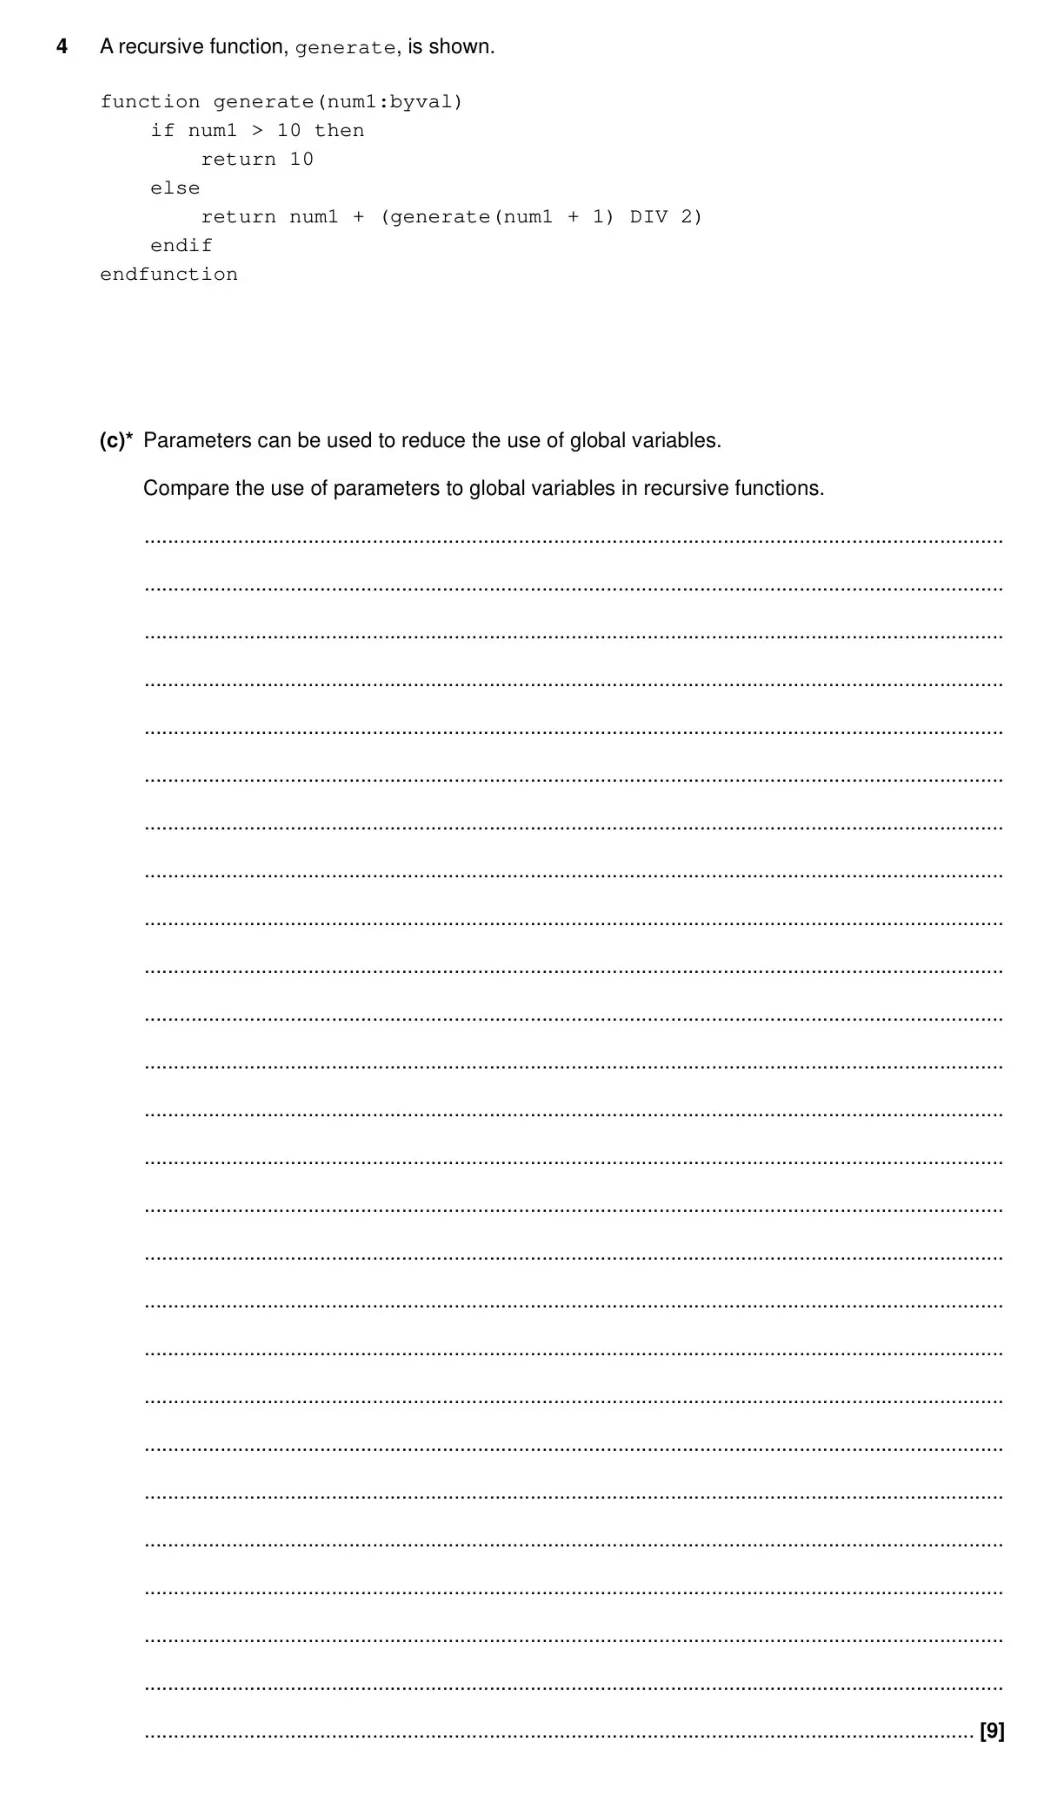 4 A recursive function, generate, is shown.
function generate(num1:byval)
    if num1 > 10 then
        return 10
    else
        return num1 + (generate(num1 + 1) DIV 2)
    endif
endfunction
(c)* Parameters can be used to reduce the use of global variables.
Compare the use of parameters to global variables in recursive functions.
[9]